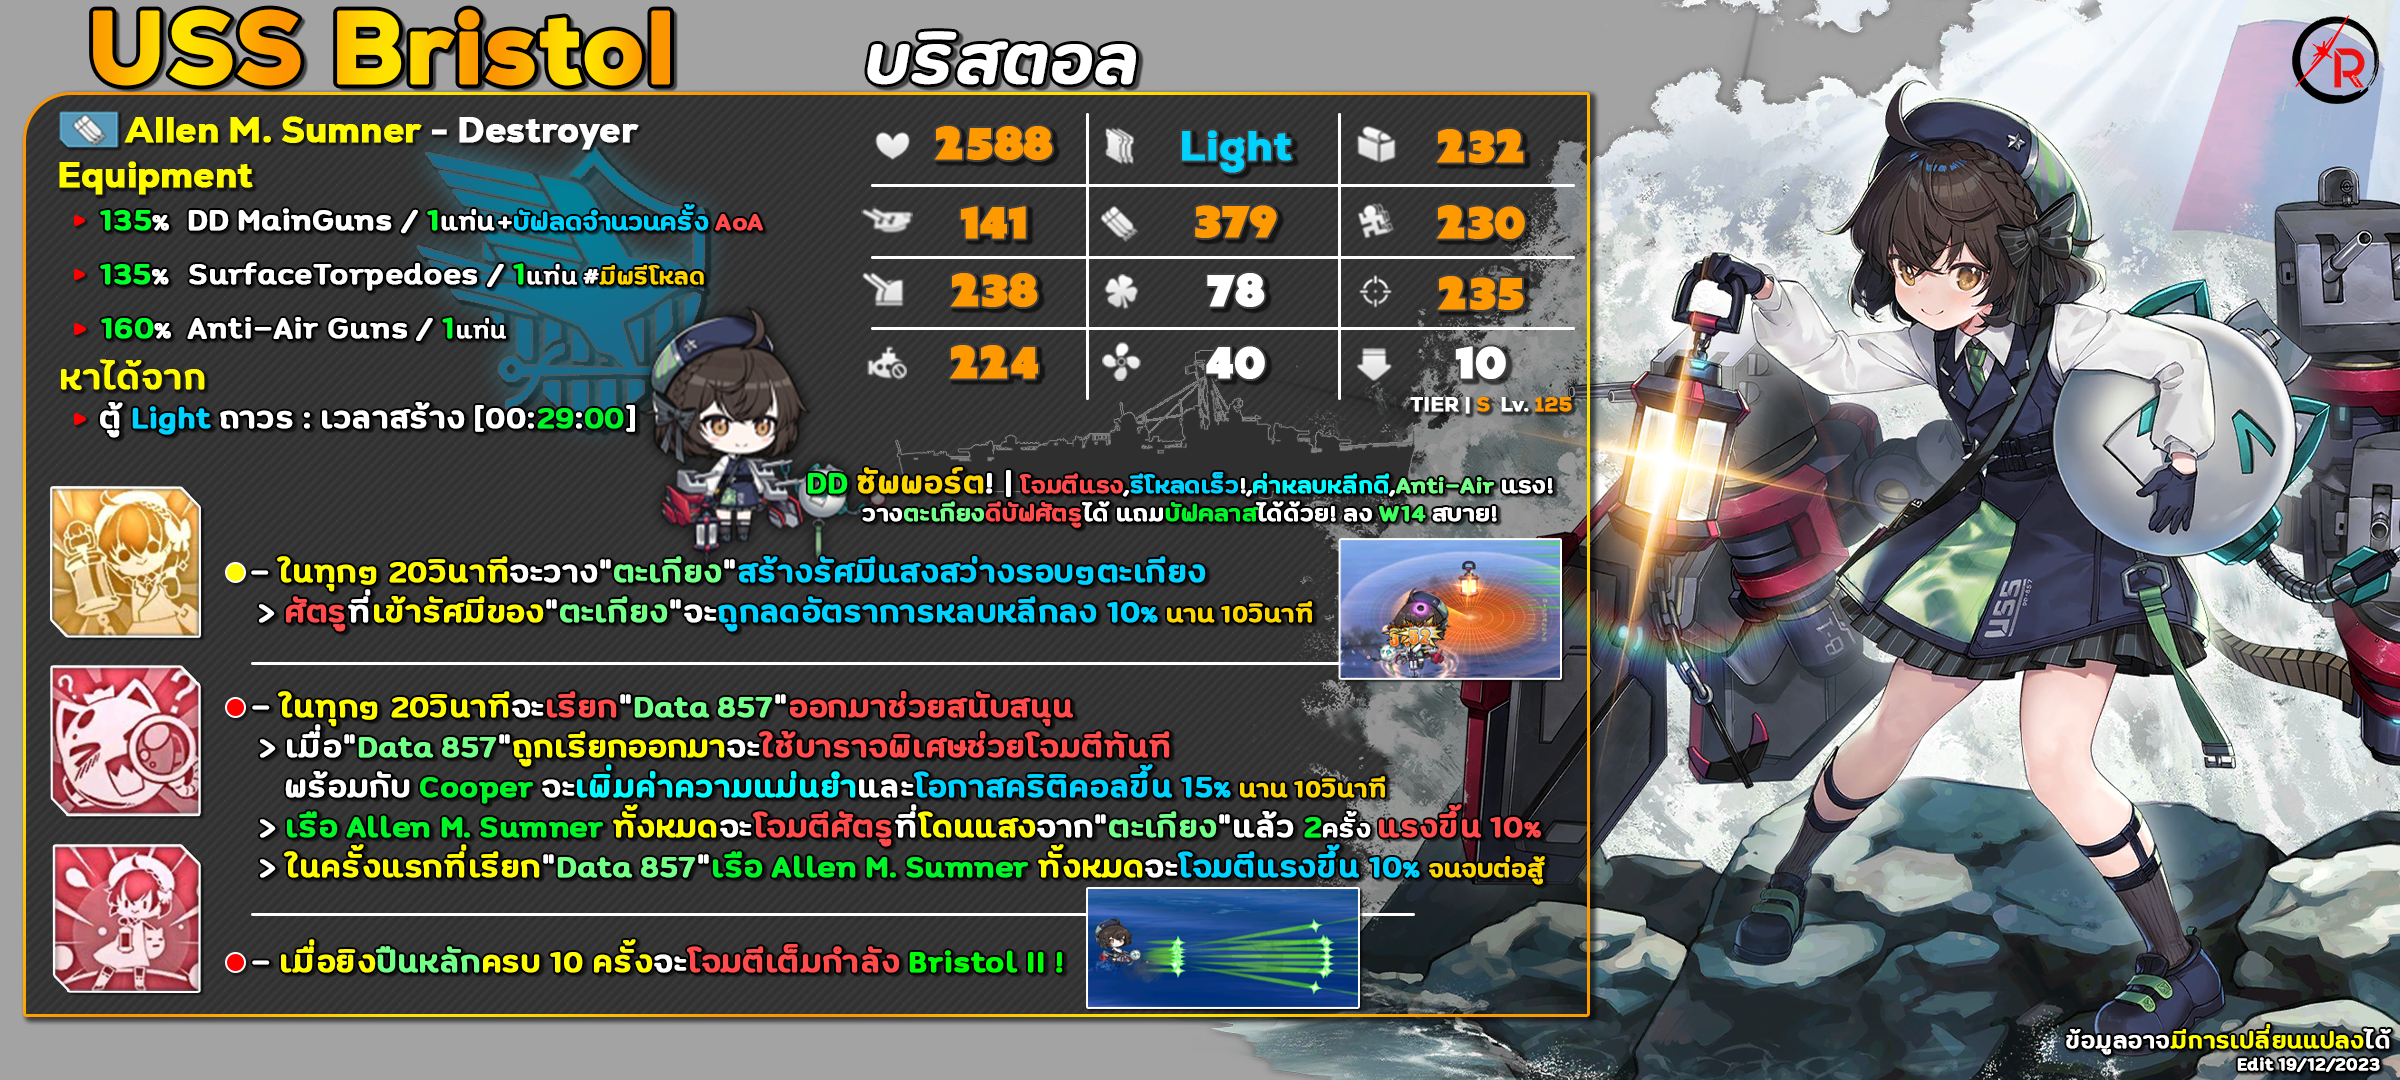 USS Bristol
บริสตอล
R
Allen M. Sumner - Destroyer
Equipment
135% DD MainGuns / 1แท่น+บัฟลดจำนวนครั้ง AoA
135% SurfaceTorpedoes / 1แท่น #มีพรีโหลด
160% Anti-Air Guns / 1แท่น
หาได้จาก
ตู้ Light ถาวร : เวลาสร้าง [00:29:00]
2588 Light 232
141 379 230
238 78 235
224 40 10
TIER | S Lv. 125
DD ซัพพอร์ต! | โจมตีแรง,รีโหลดเร็ว!,ค่าหลบหลีกดี,Anti-Air แรง!
วางตะเกียงดีบัฟศัตรูได้ แถมบัฟคลาสได้ด้วย! ลง W14 สบาย!
- ในทุกๆ 20วินาทีจะวาง"ตะเกียง"สร้างรัศมีแสงสว่างรอบๆตะเกียง
> ศัตรูที่เข้ารัศมีของ"ตะเกียง"จะถูกลดอัตราการหลบหลีกลง 10% นาน 10วินาที
- ในทุกๆ 20วินาทีจะเรียก"Data 857"ออกมาช่วยสนับสนุน
> เมื่อ"Data 857"ถูกเรียกออกมาจะใช้บาราจพิเศษช่วยโจมตีทันที
พร้อมกับ Cooper จะเพิ่มค่าความแม่นยำและโอกาสคริติคอลขึ้น 15% นาน 10วินาที
> เรือ Allen M. Sumner ทั้งหมดจะโจมตีศัตรูที่โดนแสงจาก"ตะเกียง"แล้ว 2ครั้ง แรงขึ้น 10%
> ในครั้งแรกที่เรียก"Data 857"เรือ Allen M. Sumner ทั้งหมดจะโจมตีแรงขึ้น 10% จนจบต่อสู้
- เมื่อยิงปืนหลักครบ 10 ครั้งจะโจมตีเต็มกำลัง Bristol II !
ข้อมูลอาจมีการเปลี่ยนแปลงได้
Edit 19/12/2023